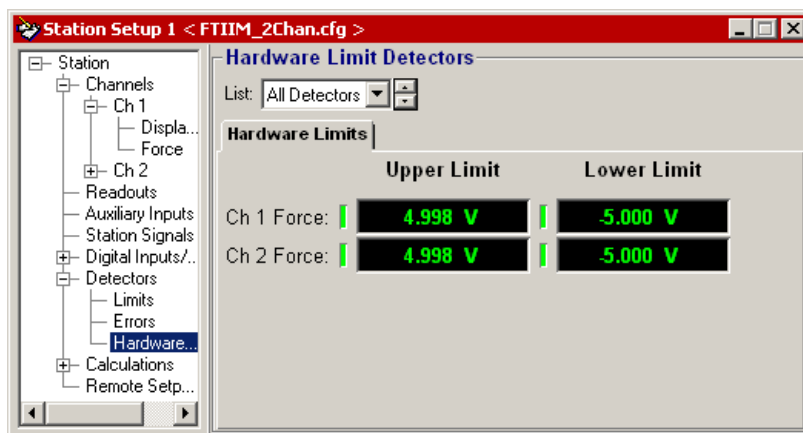 Station Setup 1 < FTIIM_2Chan.cfg >
Station
Channels
Ch 1
Displa...
Force
Ch 2
Readouts
Auxiliary Inputs
Station Signals
Digital Inputs/..
Detectors
Limits
Errors
Hardware...
Calculations
Remote Setp...
Hardware Limit Detectors
List: All Detectors
Hardware Limits
Upper Limit Lower Limit
Ch 1 Force: 4.998 V -5.000 V
Ch 2 Force: 4.998 V -5.000 V